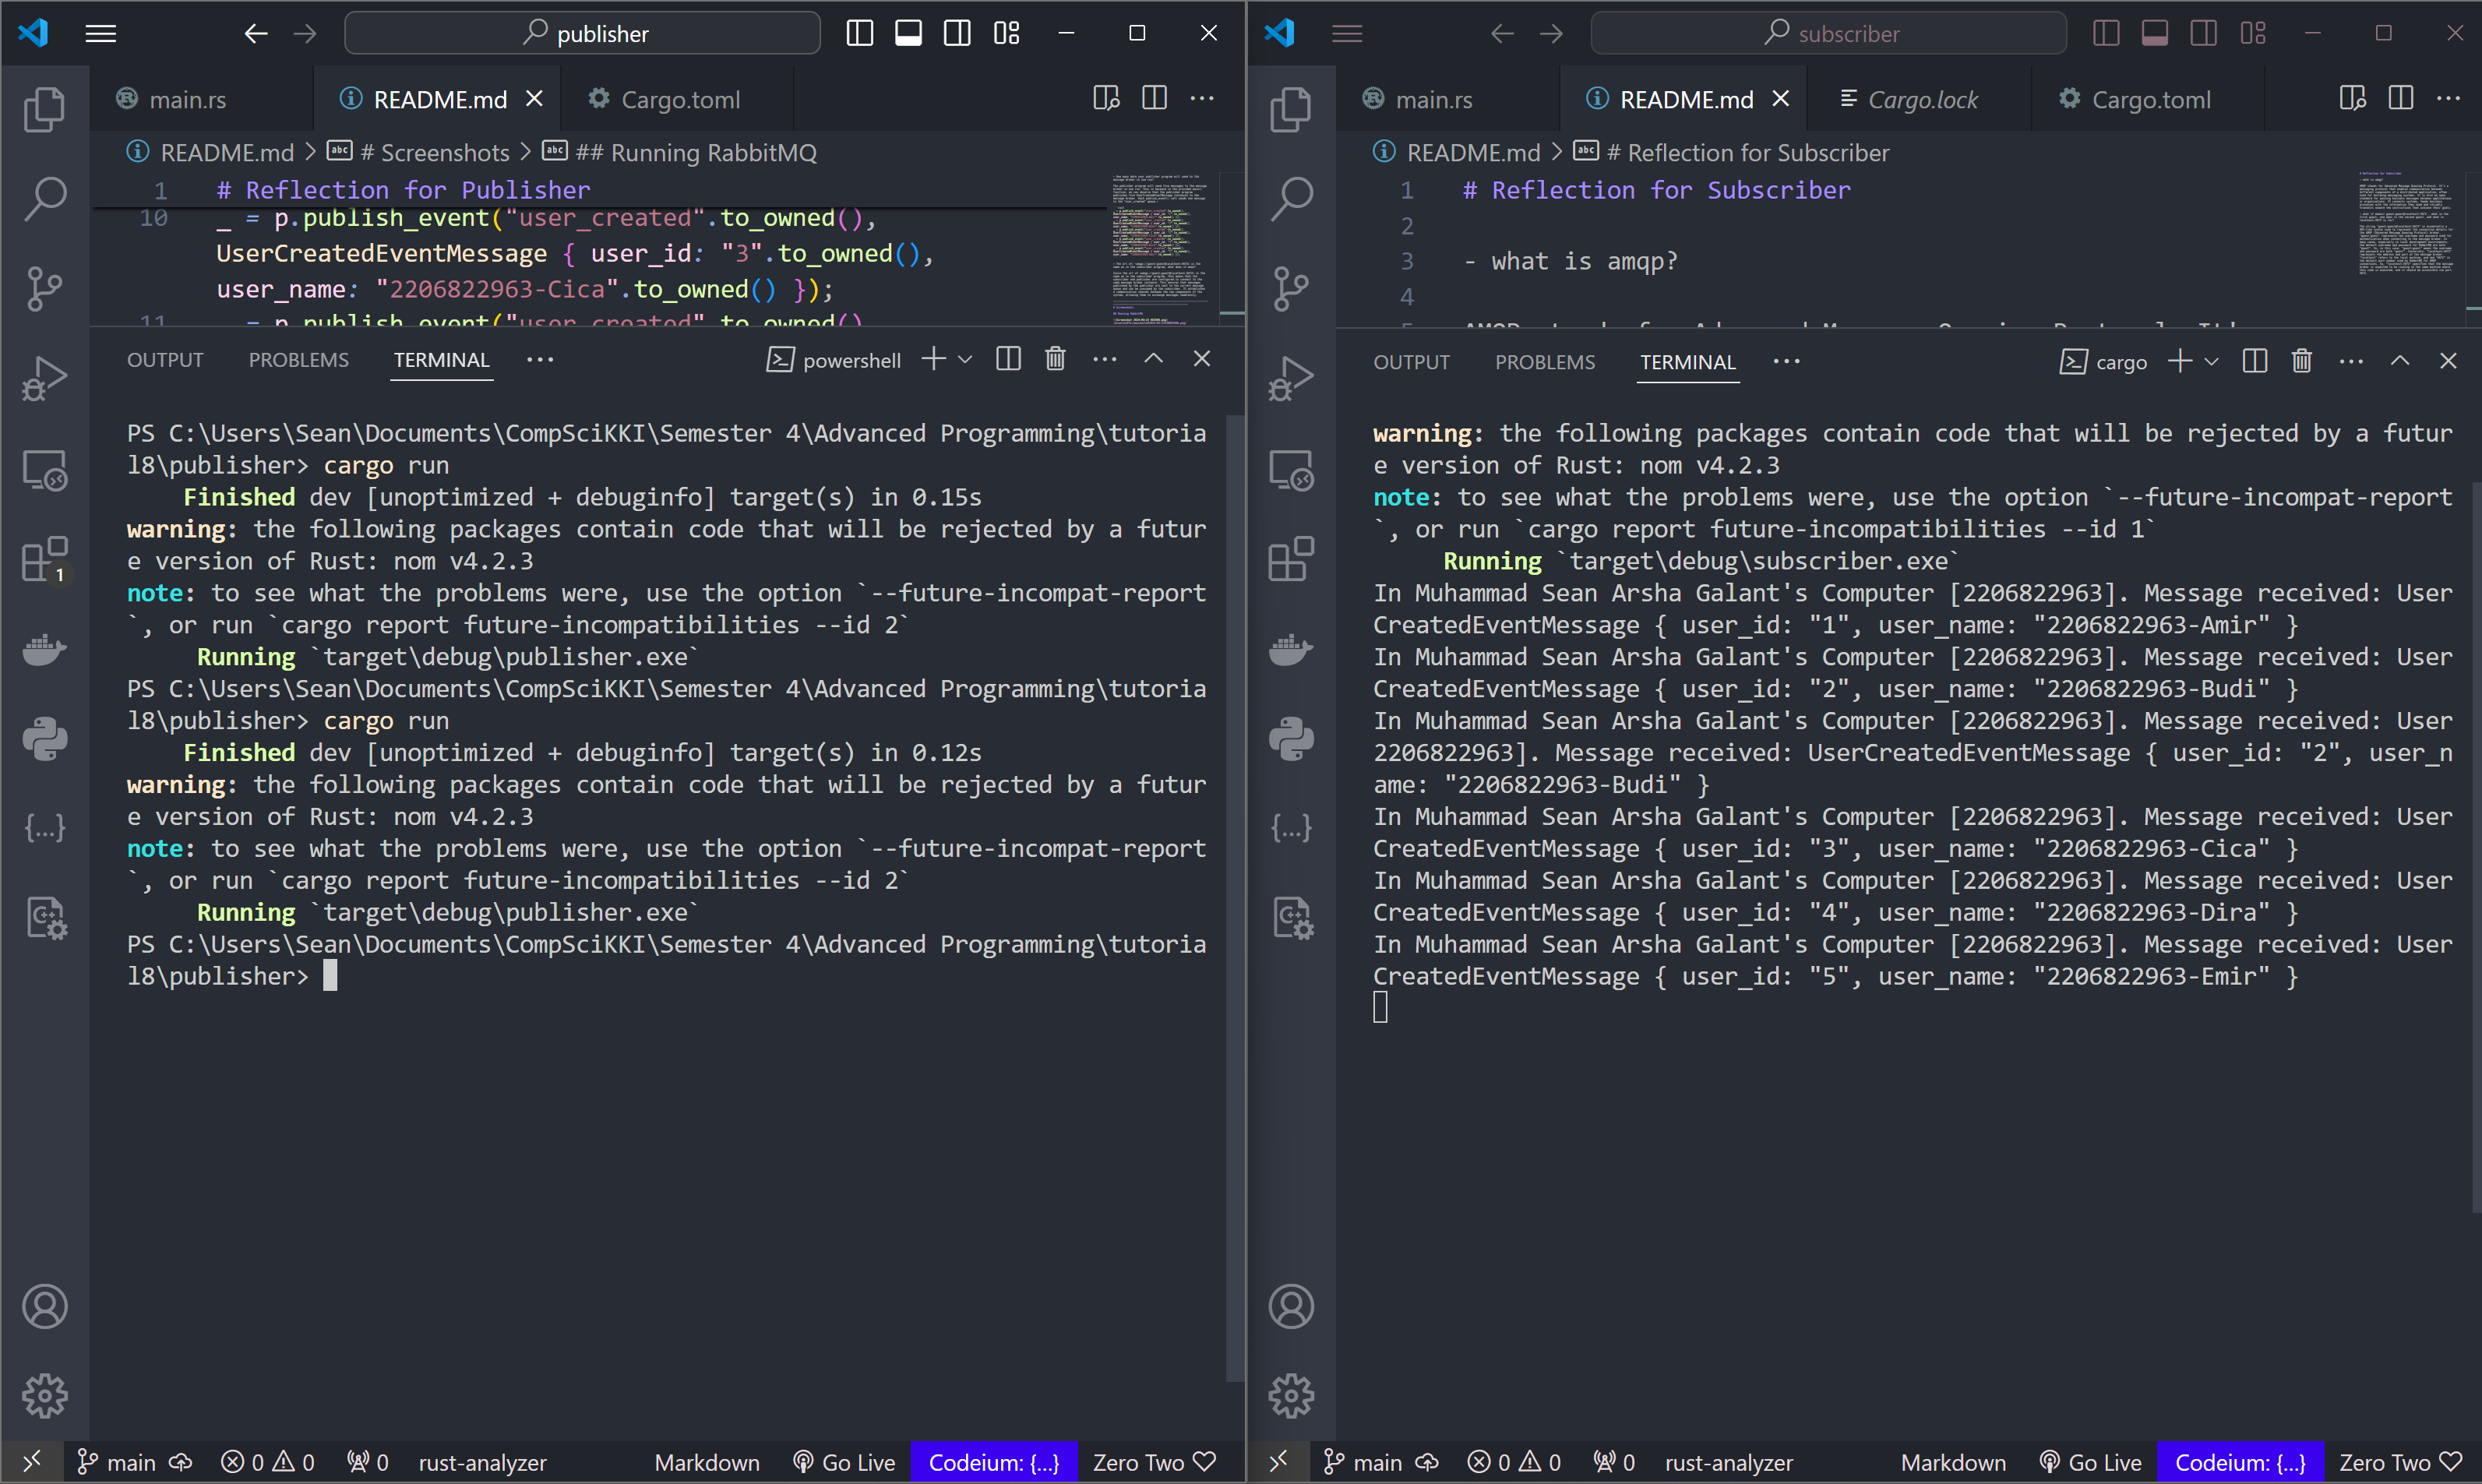 publisher
main.rs
README.md
Cargo.toml
README.md > # Screenshots > ## Running RabbitMQ
1 # Reflection for Publisher
10 _ = p.publish_event("user_created".to_owned(),
UserCreatedEventMessage { user_id: "3".to_owned(),
user_name: "2206822963-Cica".to_owned() });
11 _ = p.publish_event("user_created".to_owned(),
OUTPUT PROBLEMS TERMINAL ···
powershell
PS C:\Users\Sean\Documents\CompSciKKI\Semester 4\Advanced Programming\tutoria
l8\publisher> cargo run
Finished dev [unoptimized + debuginfo] target(s) in 0.15s
warning: the following packages contain code that will be rejected by a futur
e version of Rust: nom v4.2.3
note: to see what the problems were, use the option `--future-incompat-report
`, or run `cargo report future-incompatibilities --id 2`
Running `target\debug\publisher.exe`
PS C:\Users\Sean\Documents\CompSciKKI\Semester 4\Advanced Programming\tutoria
l8\publisher> cargo run
Finished dev [unoptimized + debuginfo] target(s) in 0.12s
warning: the following packages contain code that will be rejected by a futur
e version of Rust: nom v4.2.3
note: to see what the problems were, use the option `--future-incompat-report
`, or run `cargo report future-incompatibilities --id 2`
Running `target\debug\publisher.exe`
PS C:\Users\Sean\Documents\CompSciKKI\Semester 4\Advanced Programming\tutoria
l8\publisher>
1
main 0 0 0 rust-analyzer Markdown Go Live Codeium: {...} Zero Two
subscriber
main.rs
README.md
Cargo.lock
Cargo.toml
README.md > # Reflection for Subscriber
1 # Reflection for Subscriber
2
3 - what is amqp?
4
OUTPUT PROBLEMS TERMINAL ···
cargo
warning: the following packages contain code that will be rejected by a futur
e version of Rust: nom v4.2.3
note: to see what the problems were, use the option `--future-incompat-report
`, or run `cargo report future-incompatibilities --id 1`
Running `target\debug\subscriber.exe`
In Muhammad Sean Arsha Galant's Computer [2206822963]. Message received: User
CreatedEventMessage { user_id: "1", user_name: "2206822963-Amir" }
In Muhammad Sean Arsha Galant's Computer [2206822963]. Message received: User
CreatedEventMessage { user_id: "2", user_name: "2206822963-Budi" }
In Muhammad Sean Arsha Galant's Computer [2206822963]. Message received: User
2206822963]. Message received: UserCreatedEventMessage { user_id: "2", user_n
ame: "2206822963-Budi" }
In Muhammad Sean Arsha Galant's Computer [2206822963]. Message received: User
CreatedEventMessage { user_id: "3", user_name: "2206822963-Cica" }
In Muhammad Sean Arsha Galant's Computer [2206822963]. Message received: User
CreatedEventMessage { user_id: "4", user_name: "2206822963-Dira" }
In Muhammad Sean Arsha Galant's Computer [2206822963]. Message received: User
CreatedEventMessage { user_id: "5", user_name: "2206822963-Emir" }
main 0 0 0 rust-analyzer Markdown Go Live Codeium: {...} Zero Two